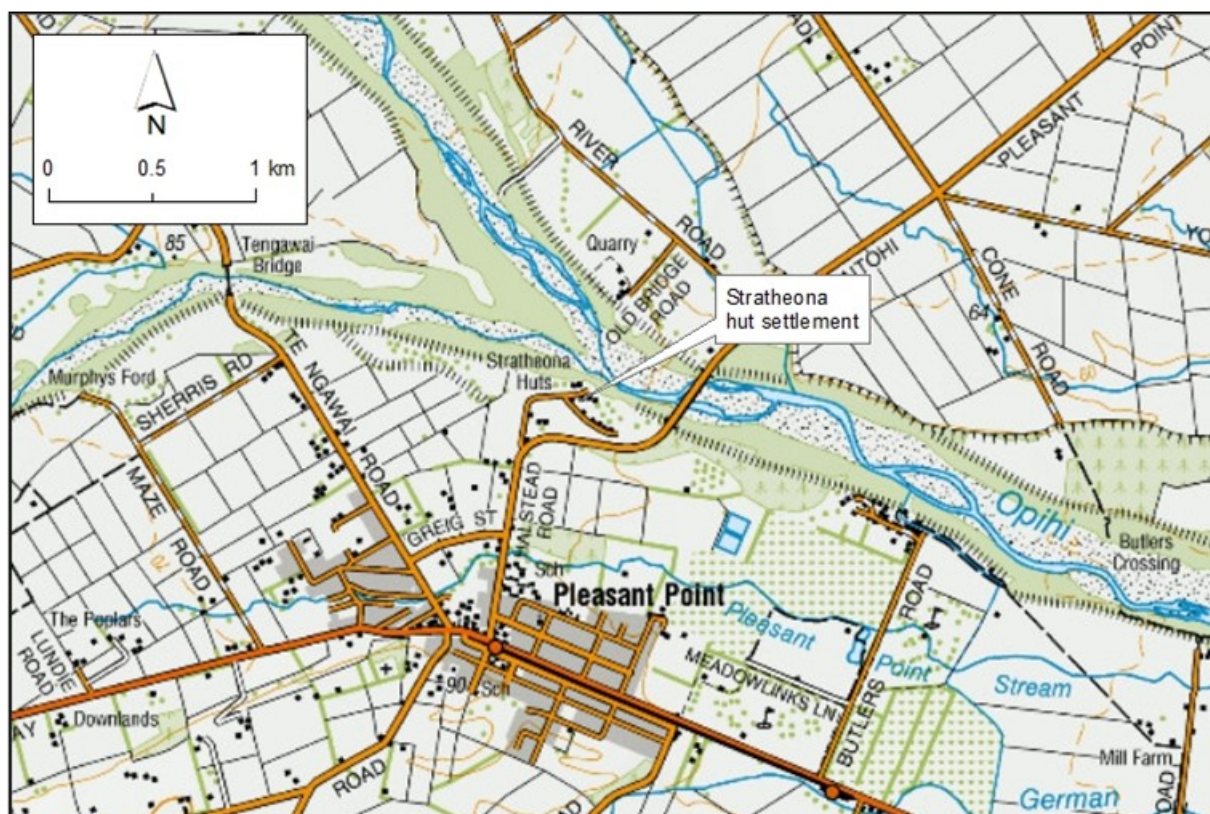 N
0
0.5
1 km
RIVER
ROAD
PLEASANT
POINT
85
Tengawai
Bridge
Quarry
OLD BRIDGE
ROAD
CONE
ROAD
64
60
Stratheona
hut settlement
Murphys Ford
SHERRIS RD
TE NGAWAI
ROAD
Stratheona
Huts
MAZE
ROAD
70
GREIG ST
HALSTEAD
ROAD
Opihi
Butlers
Crossing
Sch
Pleasant Point
The Poplars
LUNDIE
ROAD
Pleasant
Point
Stream
ROAD
BUTLERS
MEADOWLINKS LN
90
Sch
Downlands
ROAD
Mill Farm
German